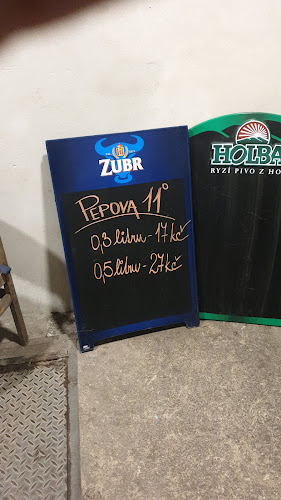 ZUBR
PEPOVA 11°
0,3 litru - 17 kč
0,5 litru - 27 kč
HOLBA
RYZÍ PIVO Z HO